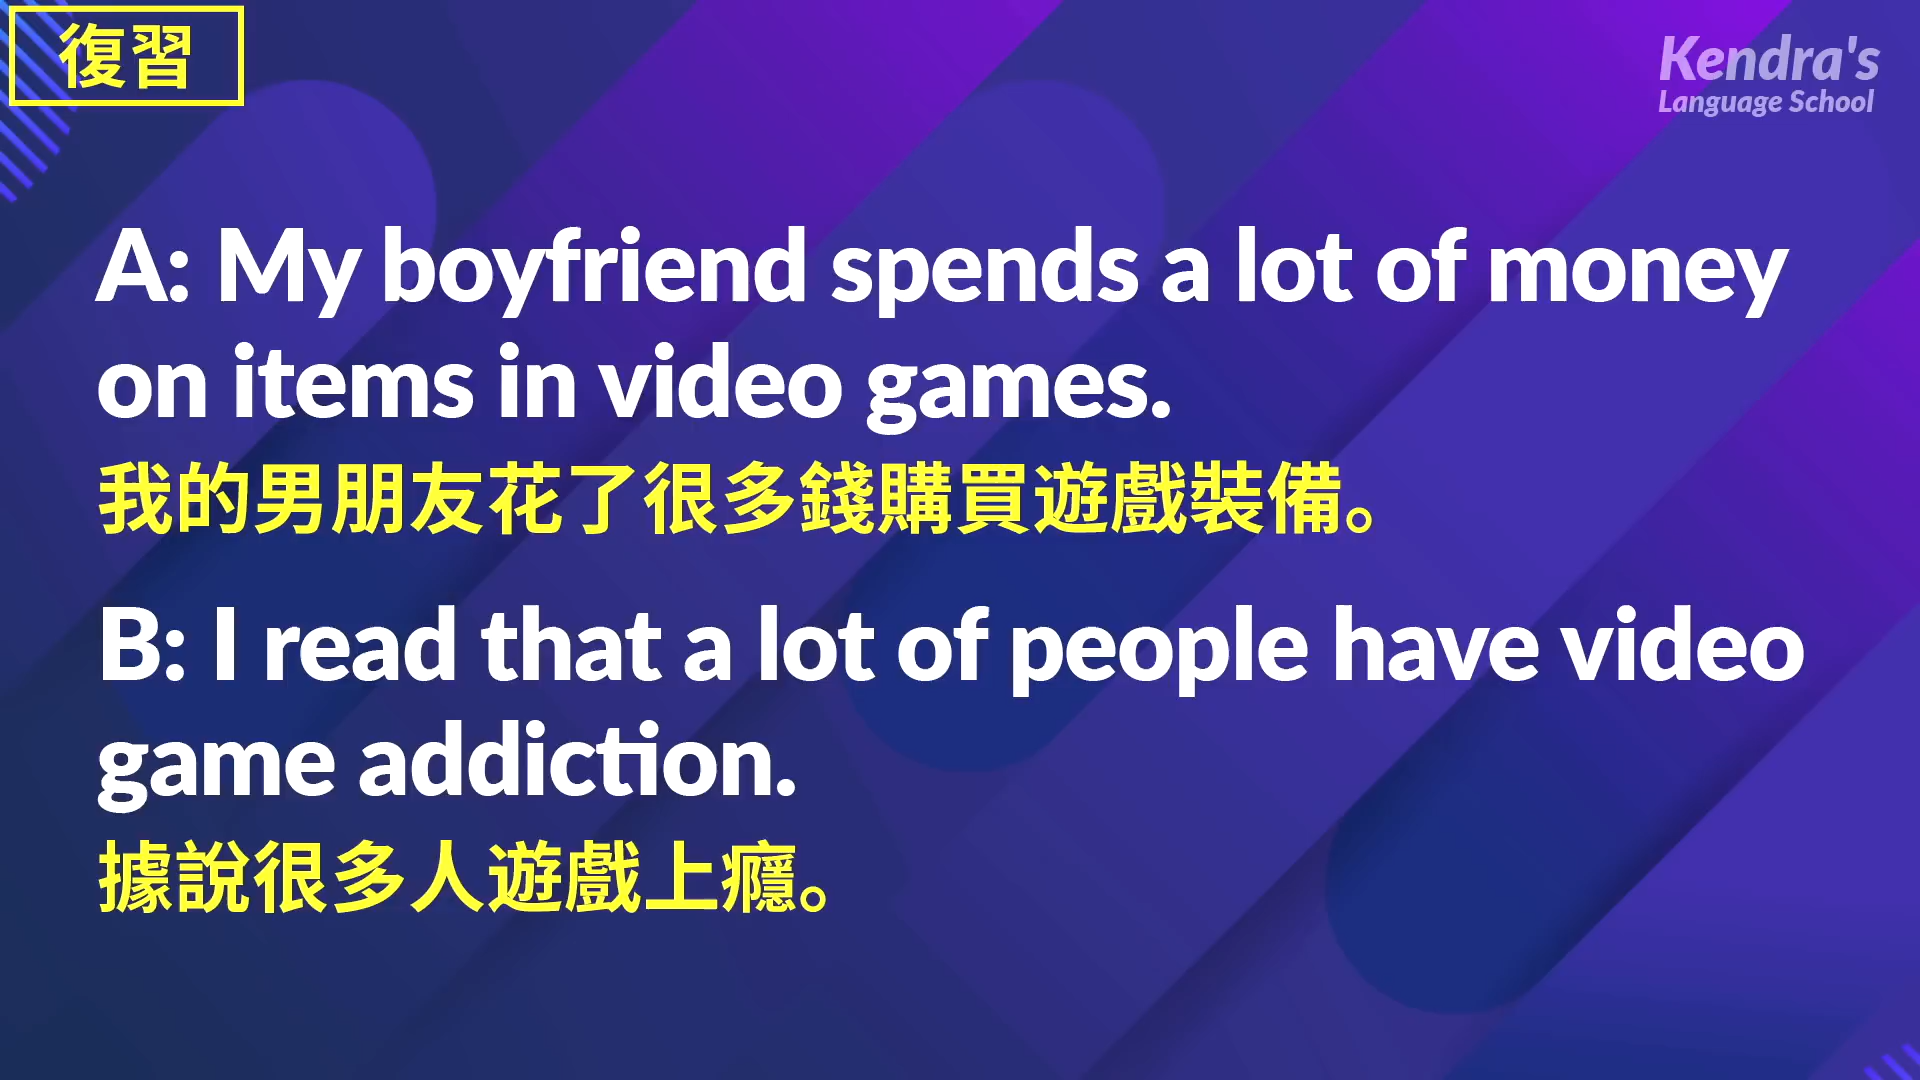 復習
Kendra's
Language School
A: My boyfriend spends a lot of money
on items in video games.
我的男朋友花了很多錢購買遊戲裝備。
B: I read that a lot of people have video
game addiction.
據說很多人遊戲上癮。